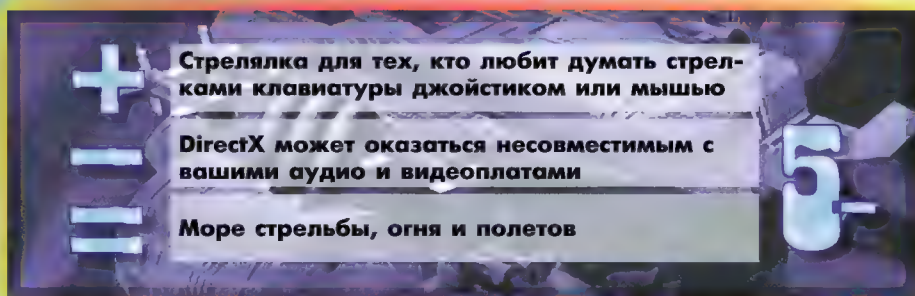 +
Стрелялка для тех, кто любит думать стрел-
ками клавиатуры джойстиком или мышью
–
DirectX может оказаться несовместимым с
вашими аудио и видеоплатами
=
Море стрельбы, огня и полетов
5-